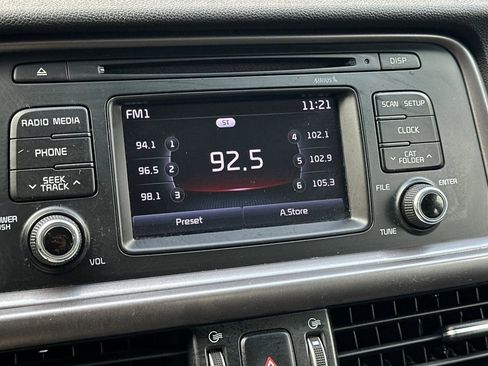 DISP
SIRIUS
FM1
11:21
ST
94.1 1
4 102.1
96.5 2
92.5
5 102.9
98.1 3
6 105.3
Preset
A.Store
RADIO MEDIA
PHONE
SEEK
TRACK
VOL
SCAN SETUP
CLOCK
CAT
FOLDER
FILE
ENTER
TUNE